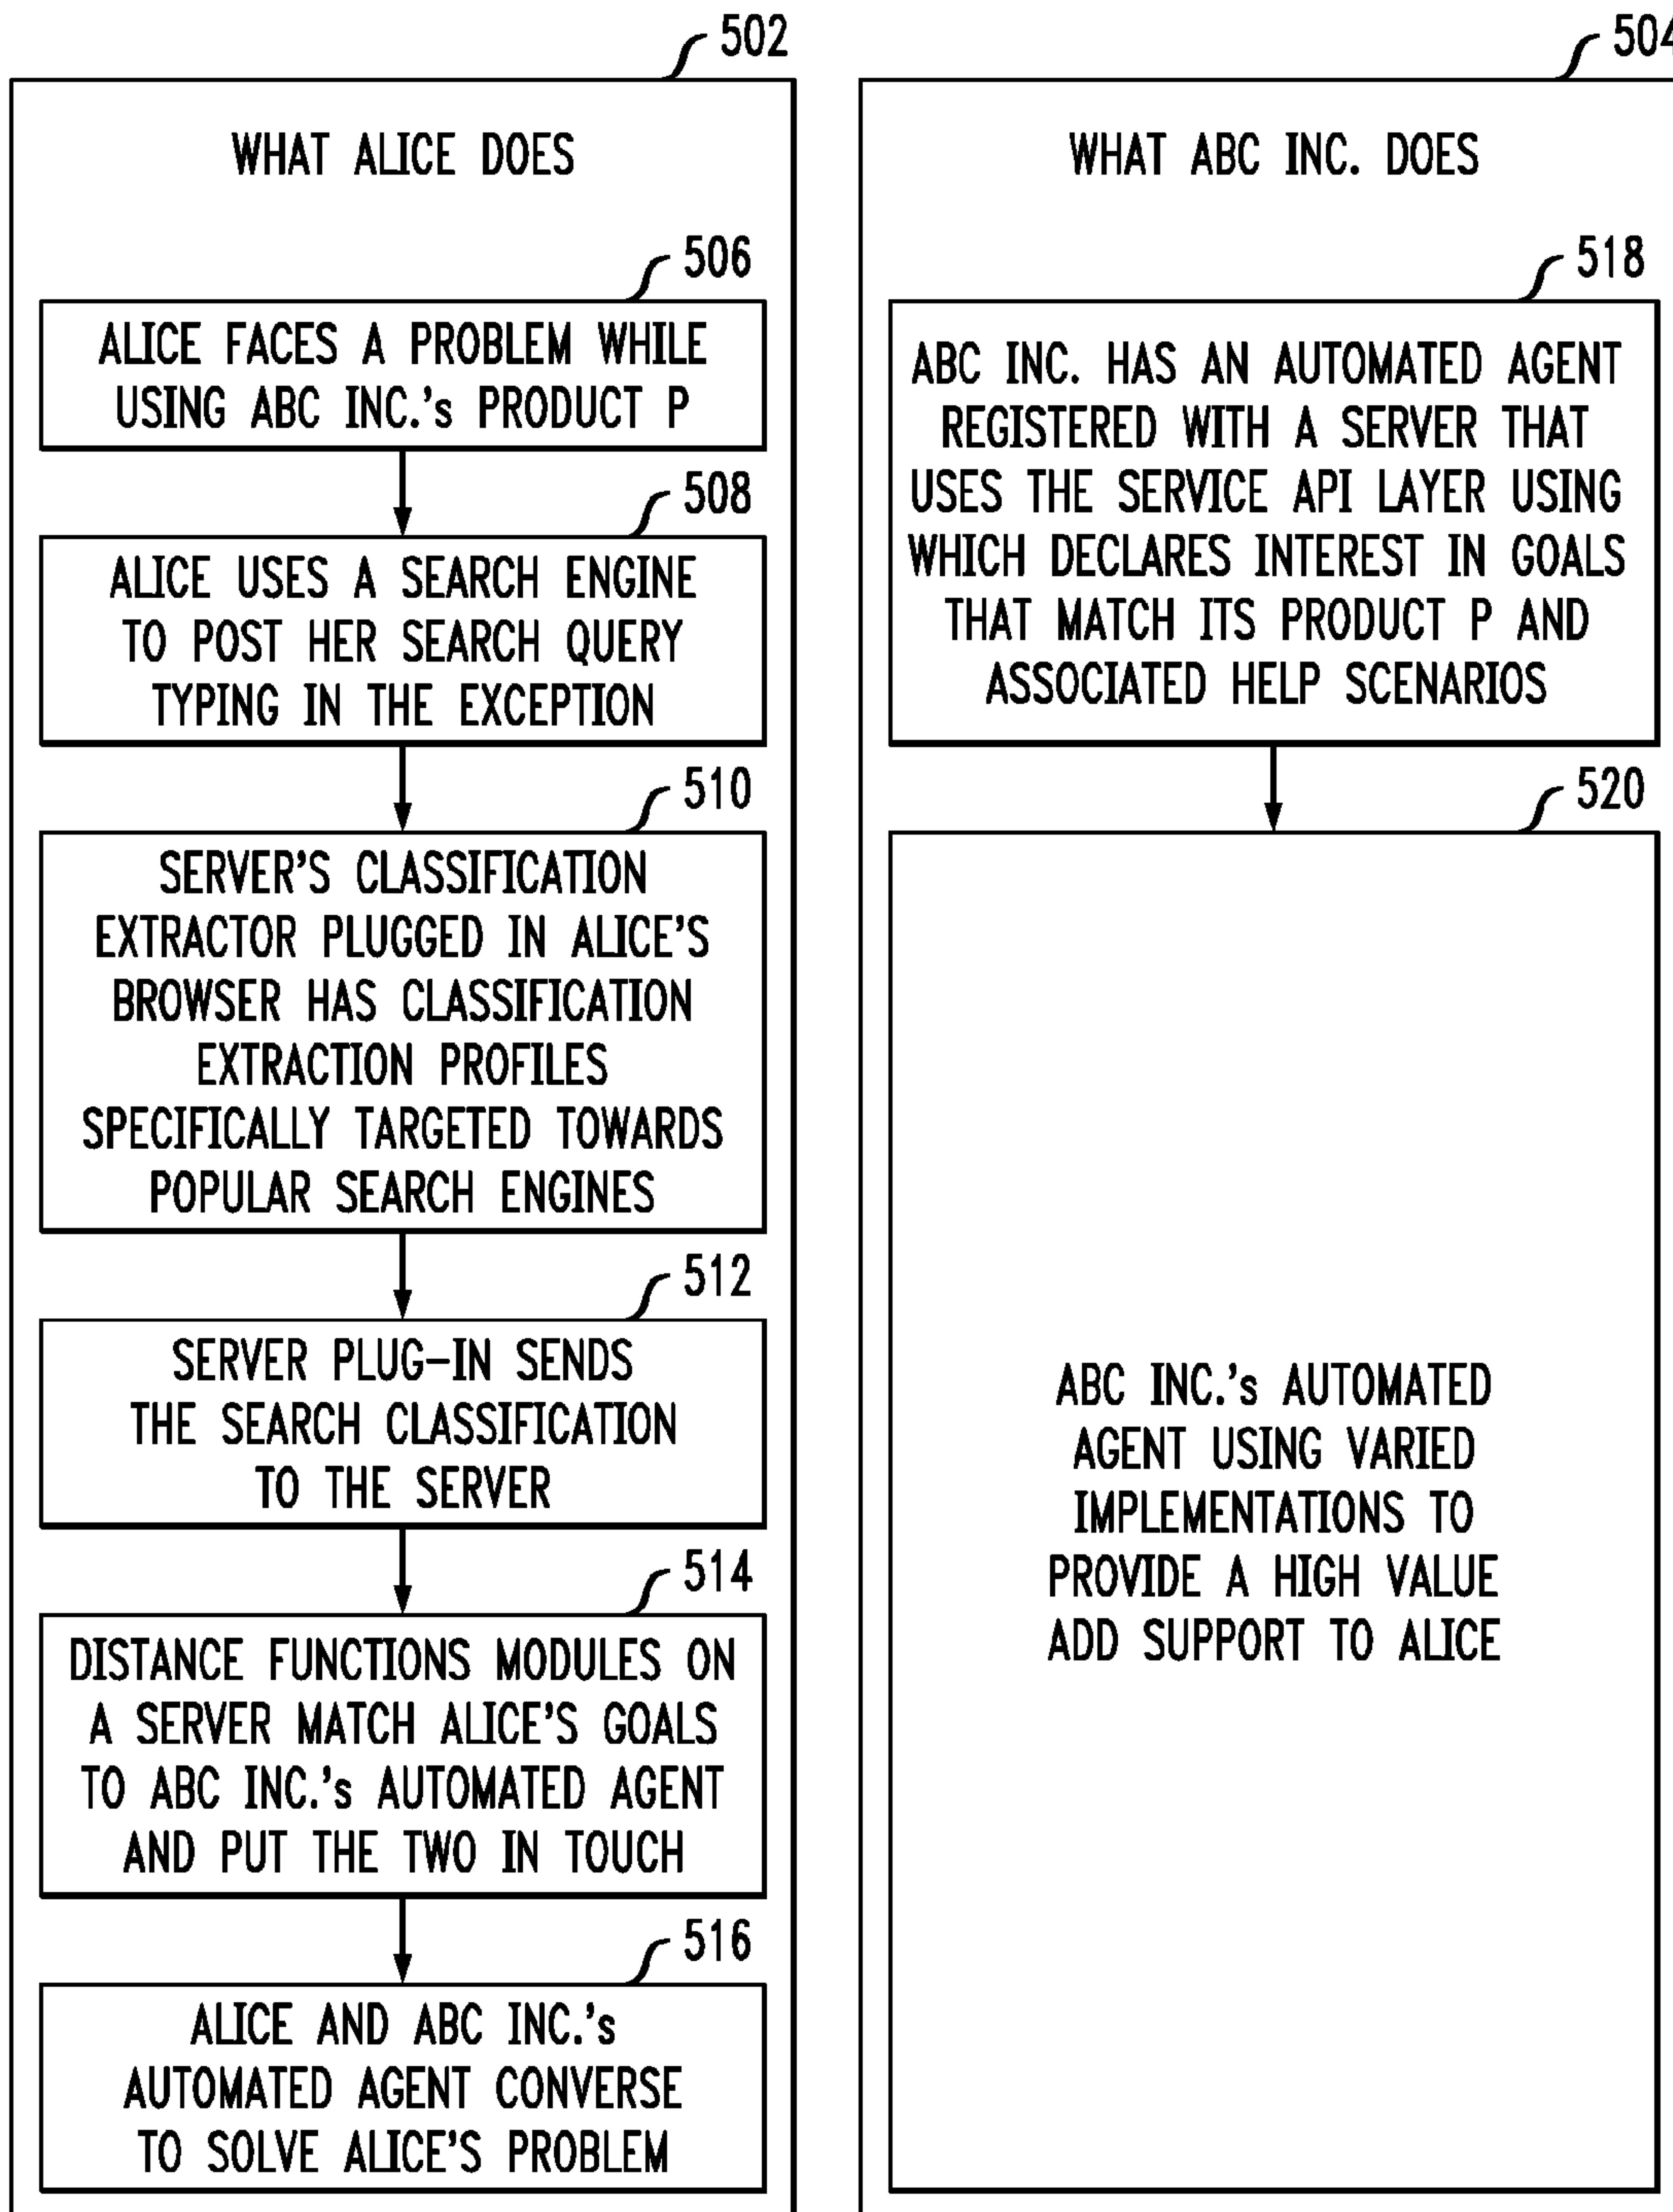 502
WHAT ALICE DOES
506
ALICE FACES A PROBLEM WHILE
USING ABC INC.'s PRODUCT P
508
ALICE USES A SEARCH ENGINE
TO POST HER SEARCH QUERY
TYPING IN THE EXCEPTION
510
SERVER'S CLASSIFICATION
EXTRACTOR PLUGGED IN ALICE'S
BROWSER HAS CLASSIFICATION
EXTRACTION PROFILES
SPECIFICALLY TARGETED TOWARDS
POPULAR SEARCH ENGINES
512
SERVER PLUG-IN SENDS
THE SEARCH CLASSIFICATION
TO THE SERVER
514
DISTANCE FUNCTIONS MODULES ON
A SERVER MATCH ALICE'S GOALS
TO ABC INC.'s AUTOMATED AGENT
AND PUT THE TWO IN TOUCH
516
ALICE AND ABC INC.'s
AUTOMATED AGENT CONVERSE
TO SOLVE ALICE'S PROBLEM
504
WHAT ABC INC. DOES
518
ABC INC. HAS AN AUTOMATED AGENT
REGISTERED WITH A SERVER THAT
USES THE SERVICE API LAYER USING
WHICH DECLARES INTEREST IN GOALS
THAT MATCH ITS PRODUCT P AND
ASSOCIATED HELP SCENARIOS
520
ABC INC.'s AUTOMATED
AGENT USING VARIED
IMPLEMENTATIONS TO
PROVIDE A HIGH VALUE
ADD SUPPORT TO ALICE